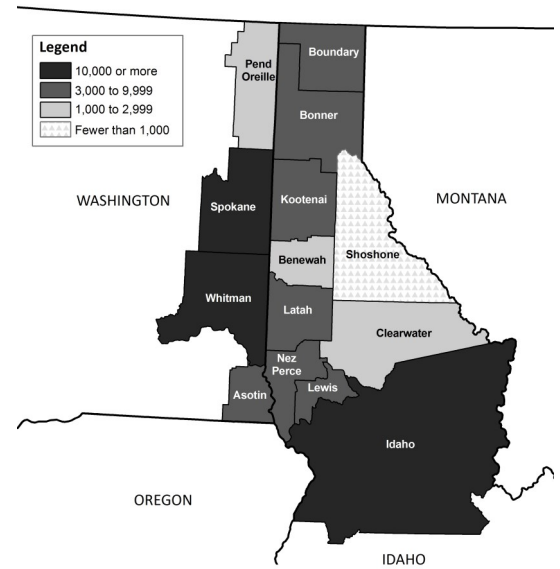 Legend
10,000 or more
3,000 to 9,999
1,000 to 2,999
Fewer than 1,000
Pend
Oreille
Boundary
Bonner
WASHINGTON
Spokane
Kootenai
MONTANA
Benewah
Shoshone
Whitman
Latah
Clearwater
Nez
Perce
Asotin
Lewis
Idaho
OREGON
IDAHO